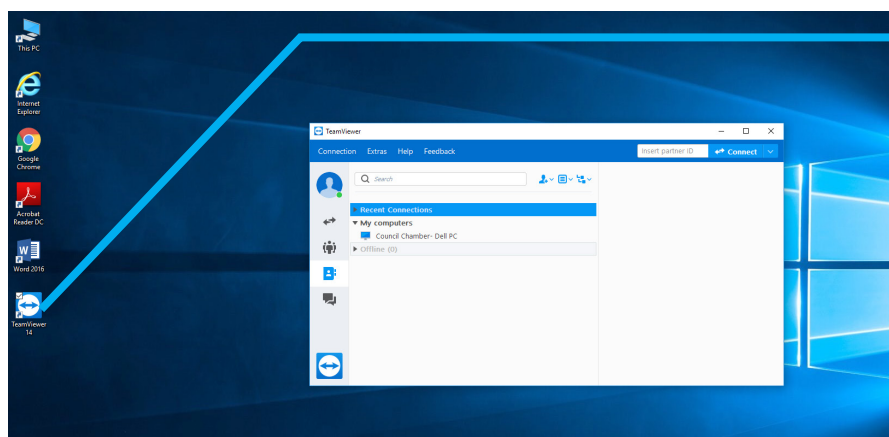 This PC
Internet
Explorer
Google
Chrome
Acrobat
Reader DC
Word 2016
TeamViewer
14
TeamViewer
Connection Extras Help Feedback
Insert partner ID
Connect
Search
Recent Connections
My computers
Council Chamber- Dell PC
Offline (0)